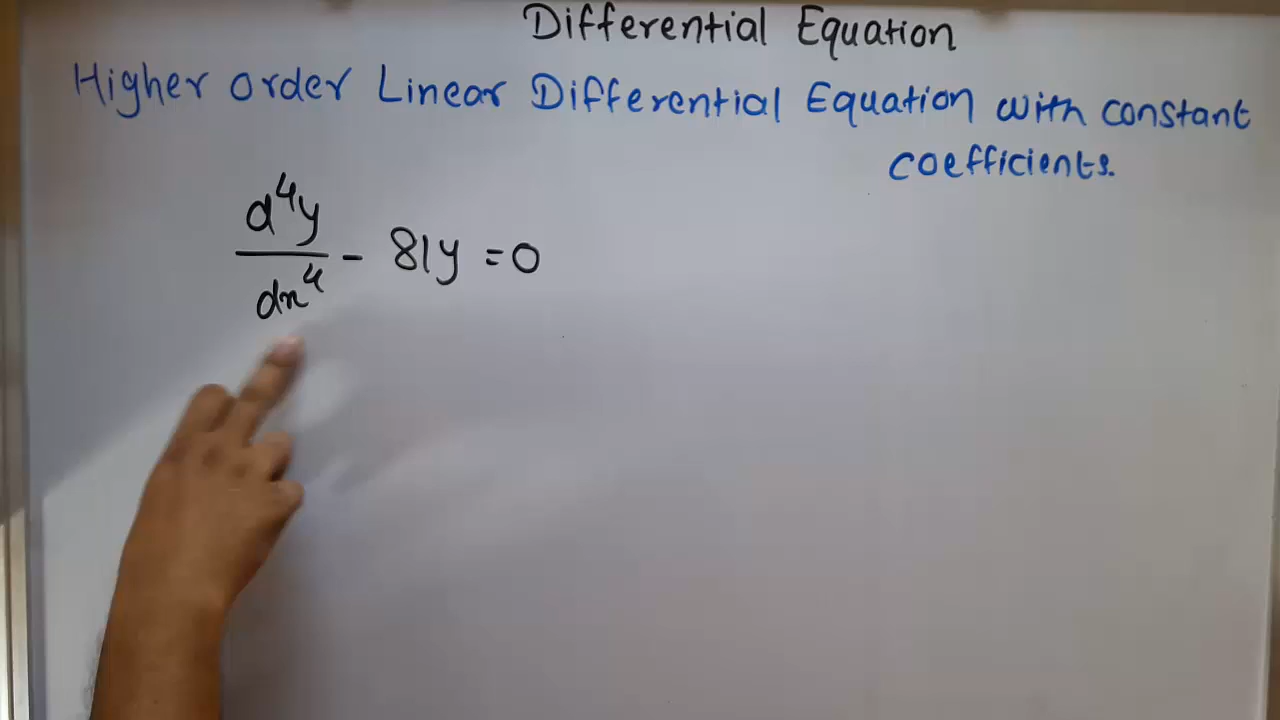 Differential Equation
Higher order Linear Differential Equation with constant
coefficients.
d⁴y/dx⁴ - 81y = 0